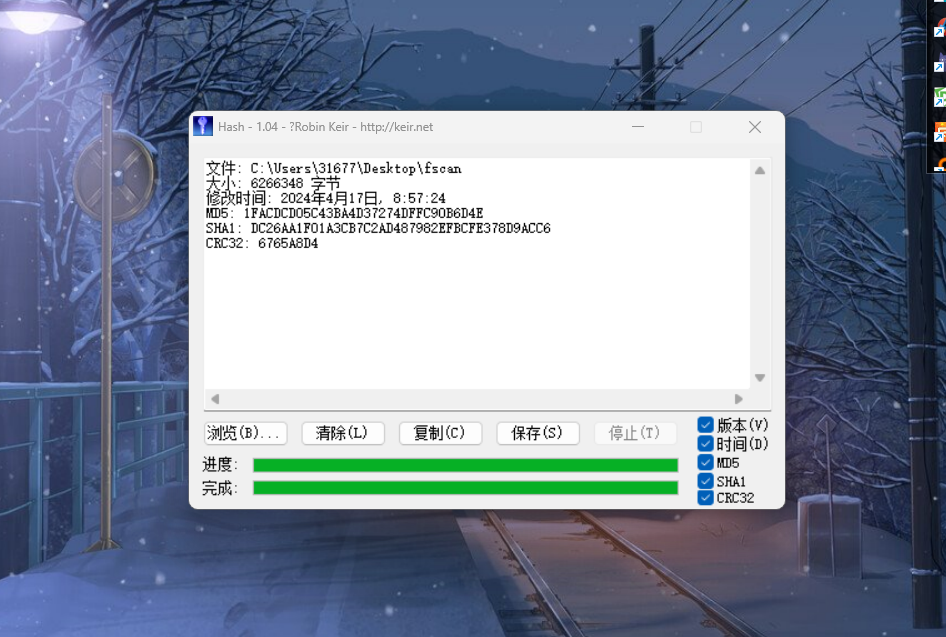 Hash - 1.04 - ?Robin Keir - http://keir.net
文件: C:\Users\31677\Desktop\fscan
大小: 6266348 字节
修改时间: 2024年4月17日, 8:57:24
MD5: 1FACDCD05C43BA4D37274DFFC90B6D4E
SHA1: DC26AA1F01A3CB7C2AD487982EFBCFE378D9ACC6
CRC32: 6765A8D4
浏览(B)... 清除(L) 复制(C) 保存(S) 停止(T)
版本(V)
时间(D)
MD5
SHA1
CRC32
进度:
完成: